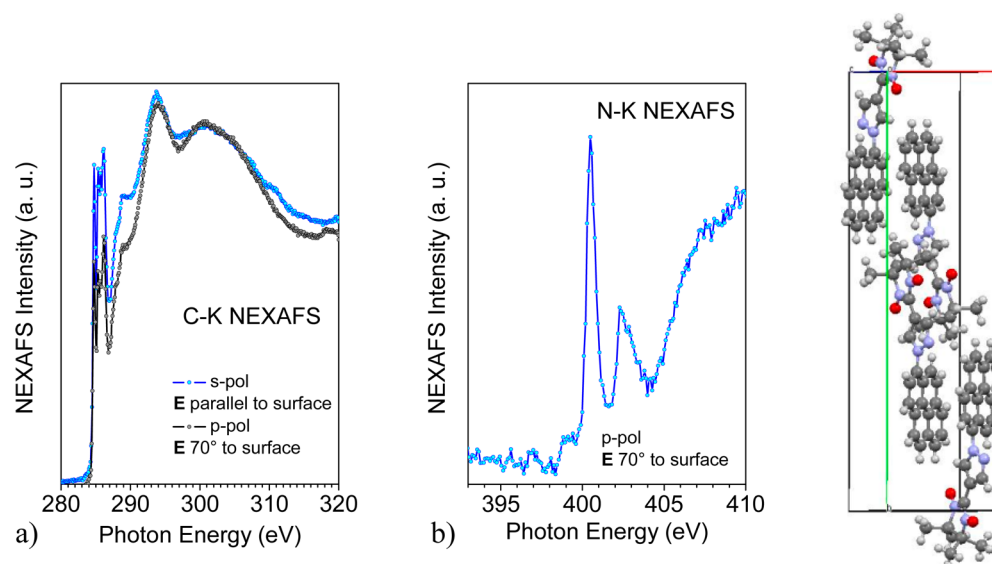 NEXAFS Intensity (a. u.)
C-K NEXAFS
s-pol
E parallel to surface
p-pol
E 70° to surface
280 290 300 310 320
Photon Energy (eV)
a)
NEXAFS Intensity (a. u.)
N-K NEXAFS
p-pol
E 70° to surface
395 400 405 410
Photon Energy (eV)
b)